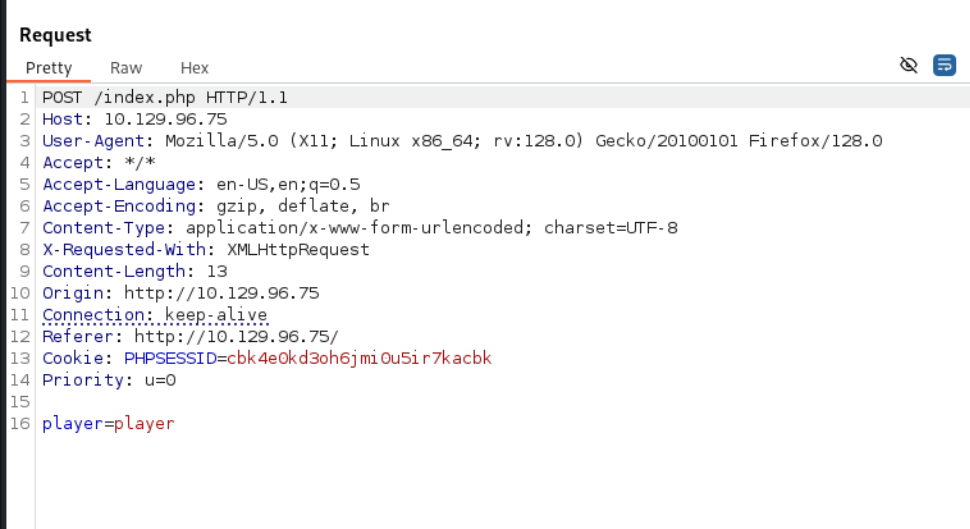 Request
Pretty Raw Hex
1 POST /index.php HTTP/1.1
2 Host: 10.129.96.75
3 User-Agent: Mozilla/5.0 (X11; Linux x86_64; rv:128.0) Gecko/20100101 Firefox/128.0
4 Accept: */*
5 Accept-Language: en-US,en;q=0.5
6 Accept-Encoding: gzip, deflate, br
7 Content-Type: application/x-www-form-urlencoded; charset=UTF-8
8 X-Requested-With: XMLHttpRequest
9 Content-Length: 13
10 Origin: http://10.129.96.75
11 Connection: keep-alive
12 Referer: http://10.129.96.75/
13 Cookie: PHPSESSID=cbk4e0kd3oh6jmi0u5ir7kacbk
14 Priority: u=0
15
16 player=player